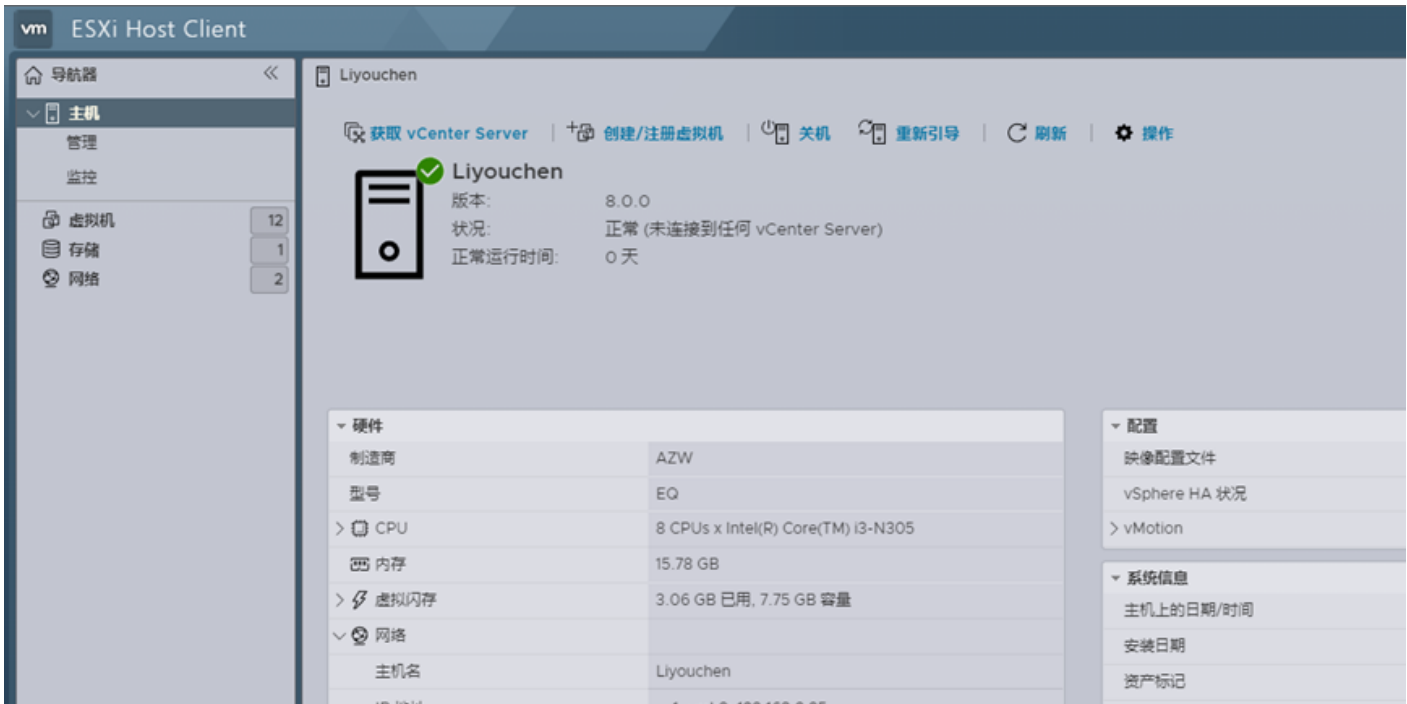 vm ESXi Host Client
导航器
主机
管理
监控
虚拟机 12
存储 1
网络 2
Liyouchen
获取 vCenter Server 创建/注册虚拟机 关机 重新引导 刷新 操作
Liyouchen
版本: 8.0.0
状况: 正常 (未连接到任何 vCenter Server)
正常运行时间: 0 天
硬件
制造商 AZW
型号 EQ
CPU 8 CPUs x Intel(R) Core(TM) i3-N305
内存 15.78 GB
虚拟闪存 3.06 GB 已用, 7.75 GB 容量
网络
主机名 Liyouchen
配置
映像配置文件
vSphere HA 状况
vMotion
系统信息
主机上的日期/时间
安装日期
资产标记